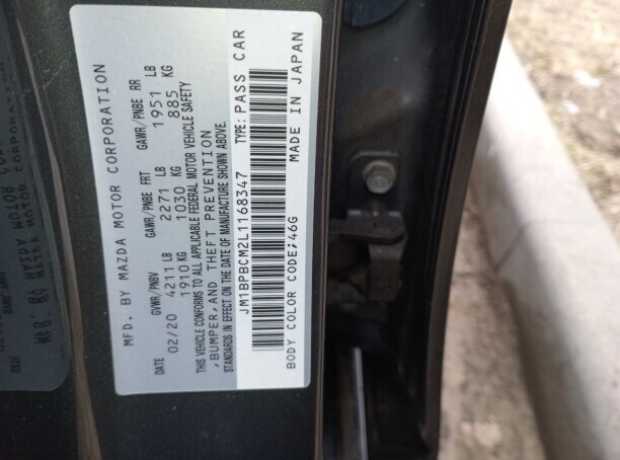 MFD. BY MAZDA MOTOR CORPORATION
GVWR/PNBV GAWR/PNBE FRT GAWR/PNBE RR
DATE 02/20 4211 LB 2271 LB 1951 LB
1910 KG 1030 KG 885 KG
THIS VEHICLE CONFORMS TO ALL APPLICABLE FEDERAL MOTOR VEHICLE SAFETY
,BUMPER,AND THEFT PREVENTION
STANDARDS IN EFFECT ON THE DATE OF MANUFACTURE SHOWN ABOVE.
JM1BPBCM2L1168347 TYPE: PASS CAR
BODY COLOR CODE;46G MADE IN JAPAN